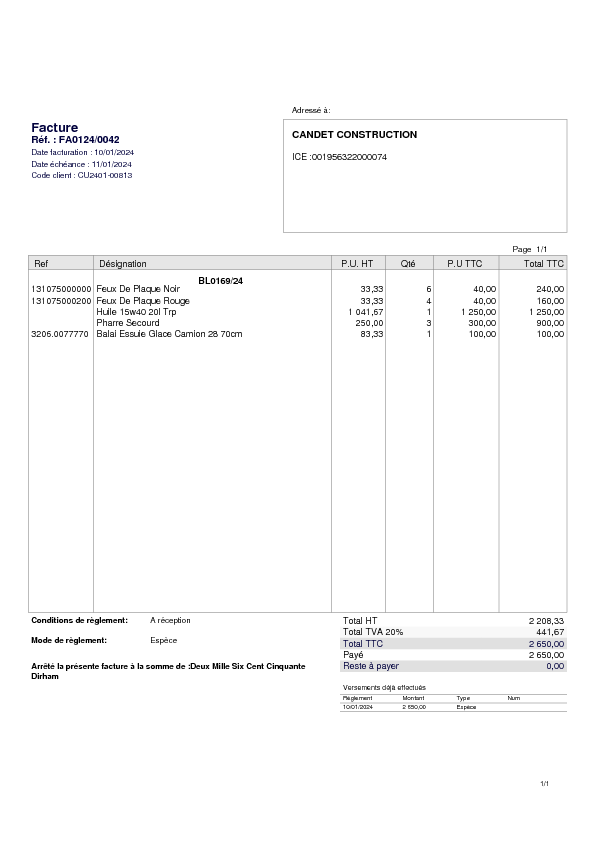 Adressé à:
Facture
Réf. : FA0124/0042
Date facturation : 10/01/2024
Date échéance : 11/01/2024
Code client : CU2401-00813
CANDET CONSTRUCTION
ICE :001956322000074
Page 1/1
Ref Désignation P.U. HT Qté P.U TTC Total TTC
BL0169/24
131075000000 Feux De Plaque Noir 33,33 6 40,00 240,00
131075000200 Feux De Plaque Rouge 33,33 4 40,00 160,00
Huile 15w40 20l Trp 1 041,67 1 1 250,00 1 250,00
Pharre Secourd 250,00 3 300,00 900,00
3206.0077770 Balai Essuie Glace Camion 28 70cm 83,33 1 100,00 100,00
Conditions de règlement: A réception
Mode de règlement: Espèce
Arrêté la présente facture à la somme de :Deux Mille Six Cent Cinquante
Dirham
Total HT 2 208,33
Total TVA 20% 441,67
Total TTC 2 650,00
Payé 2 650,00
Reste à payer 0,00
Versements déjà effectués
Règlement Montant Type Num
10/01/2024 2 650,00 Espèce
1/1